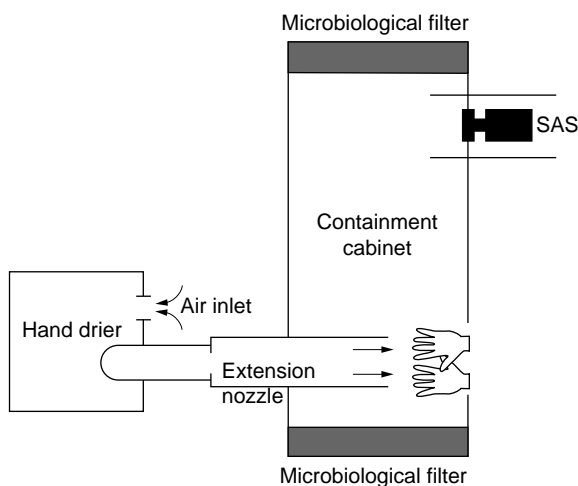 Microbiological filter
SAS
Containment
cabinet
Air inlet
Hand drier
Extension
nozzle
Microbiological filter